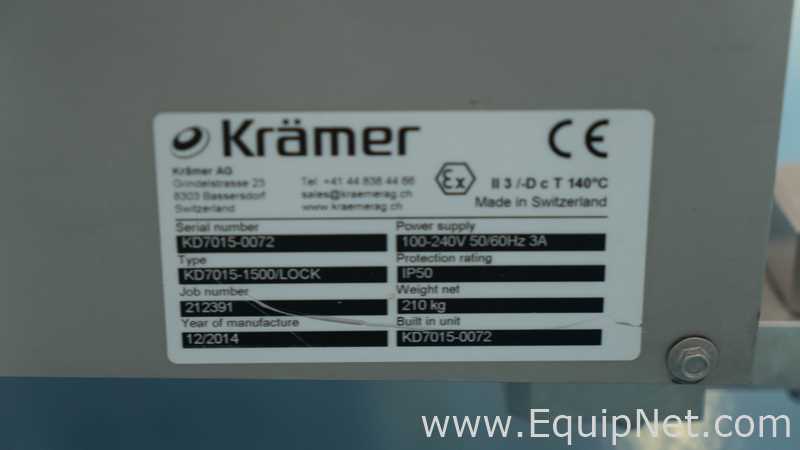 Krämer
CE
Krämer AG
Grindelstrasse 23
8303 Bassersdorf
Switzerland
Tel. +41 44 838 44 66
sales@kraemerag.ch
www.kraemerag.ch
Ex
II 3 /-D c T 140°C
Made in Switzerland
Serial number
KD7015-0072
Type
KD7015-1500/LOCK
Job number
212391
Year of manufacture
12/2014
Power supply
100-240V 50/60Hz 3A
Protection rating
IP50
Weight net
210 kg
Built in unit
KD7015-0072
www.EquipNet.com